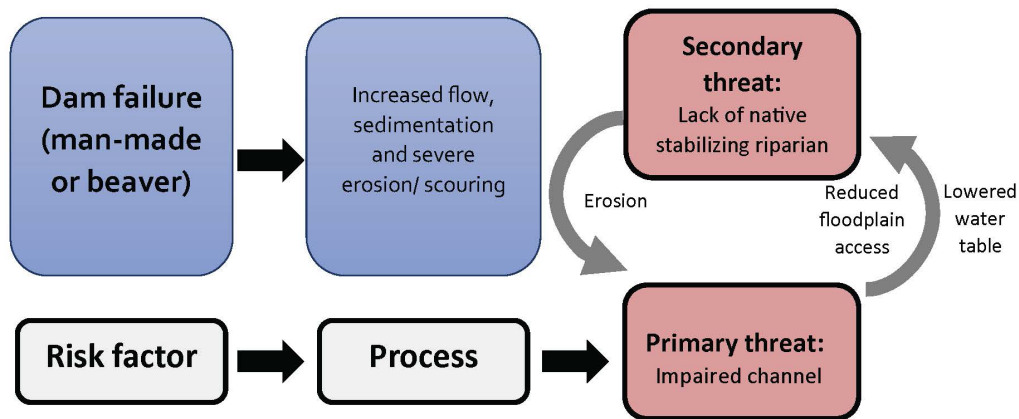 Dam failure
(man-made
or beaver)
Increased flow,
sedimentation
and severe
erosion/ scouring
Secondary
threat:
Lack of native
stabilizing riparian
Erosion
Reduced
floodplain
access
Lowered
water
table
Risk factor
Process
Primary threat:
Impaired channel